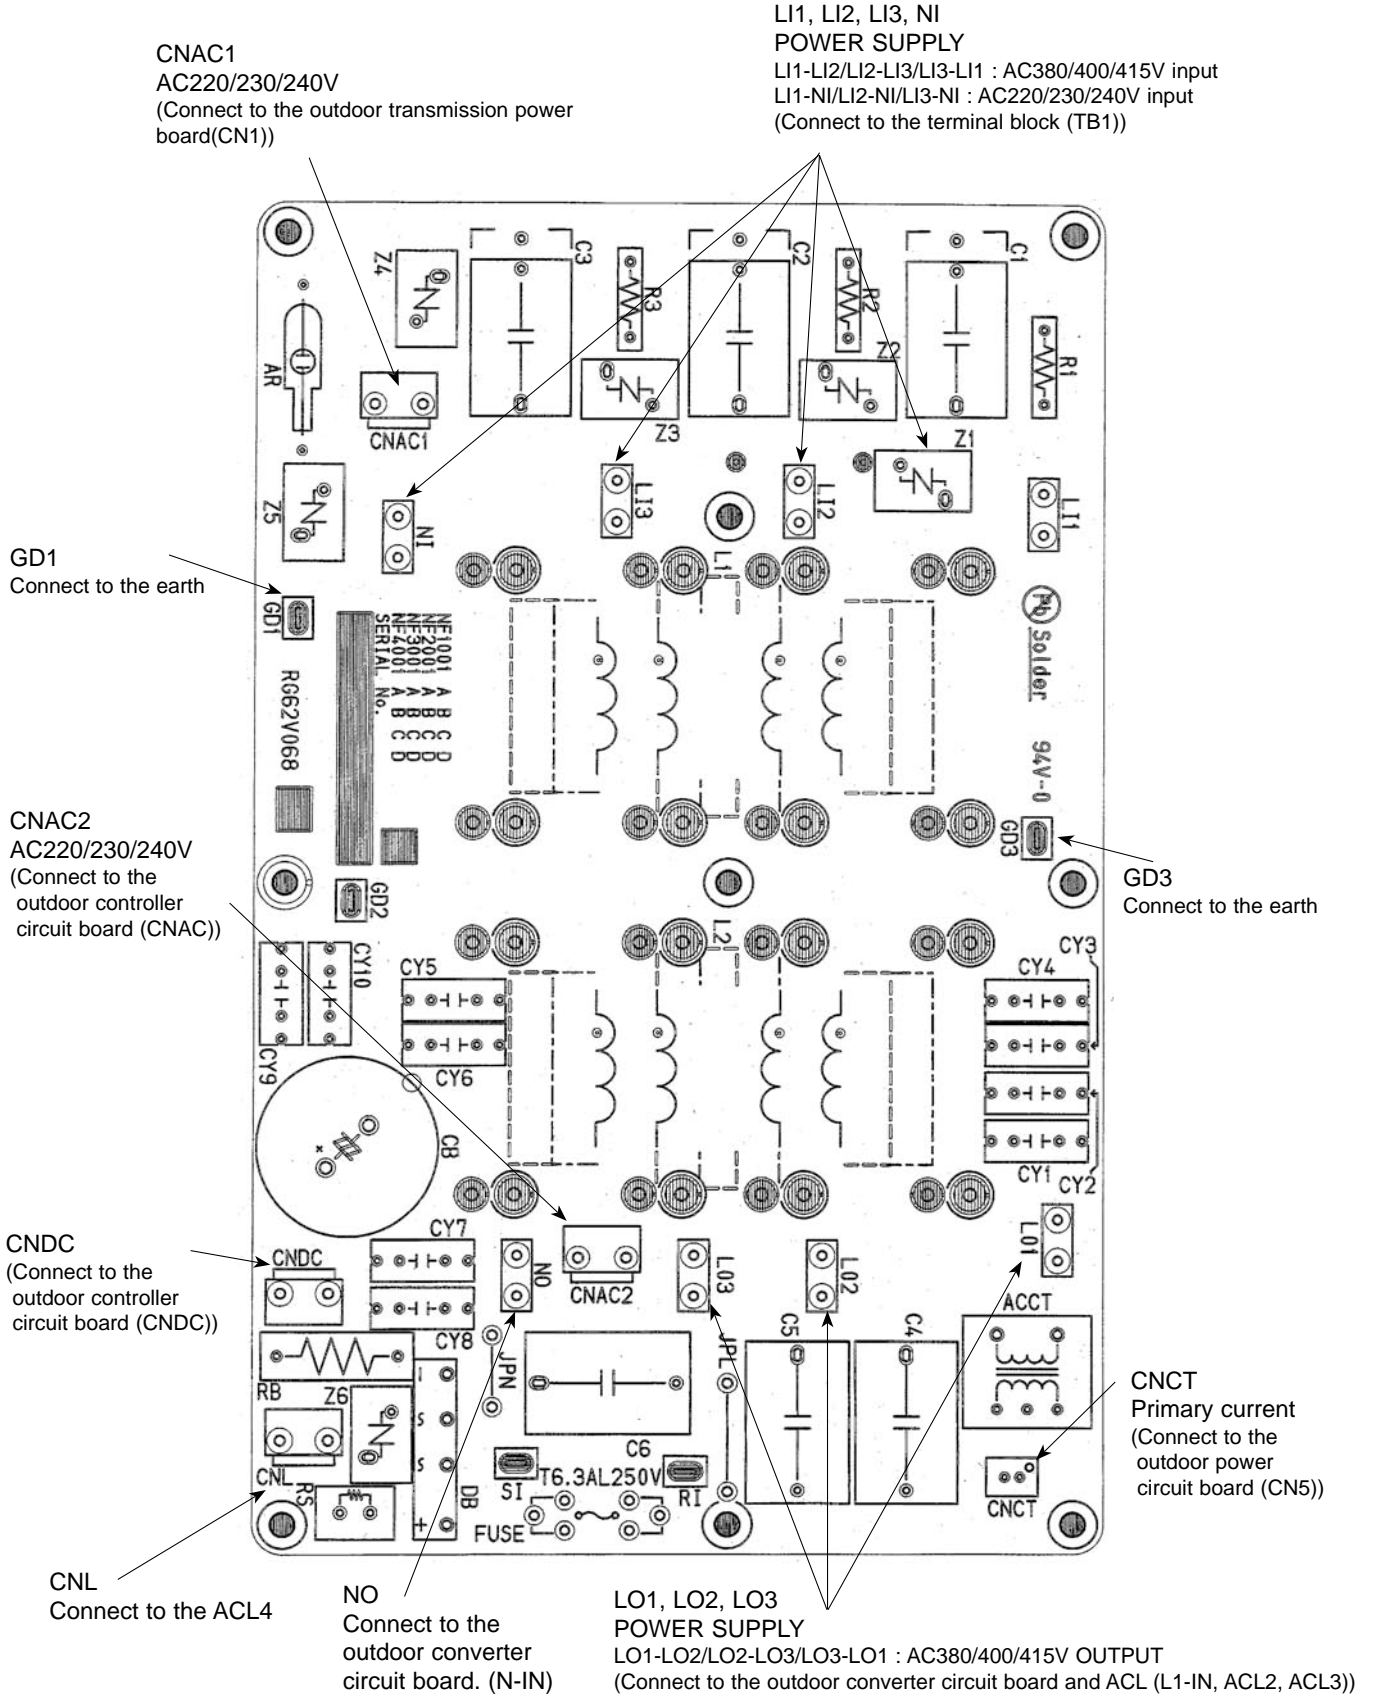 LI1, LI2, LI3, NI
POWER SUPPLY
LI1-LI2/LI2-LI3/LI3-LI1 : AC380/400/415V input
LI1-NI/LI2-NI/LI3-NI : AC220/230/240V input
(Connect to the terminal block (TB1))
CNAC1
AC220/230/240V
(Connect to the outdoor transmission power
board(CN1))
Z4
C3
R3
C2
R2
C1
R1
AR
CNAC1
Z3
Z2
Z1
Z5
NI
LI3
LI2
LI1
L1
GD1
Connect to the earth
GD1
NF1001 A B C D
NF2001 A B C D
NF3001 A B C D
NF4001 A B C D
SERIAL No.
RG62V068
Pb
Solder
94V-0
GD3
GD3
Connect to the earth
CNAC2
AC220/230/240V
(Connect to the
outdoor controller
circuit board (CNAC))
GD2
L2
CY10
CY9
CY5
CY6
CY3
CY4
CY1
CY2
CB
CY7
CY8
CNDC
(Connect to the
outdoor controller
circuit board (CNDC))
CNDC
NO
CNAC2
LO3
LO2
LO1
ACCT
RB
Z6
JPN
JPL
C5
C4
C6
CNL
RS
DB
- S S +
SI
T6.3AL250V
RI
FUSE
CNCT
CNCT
Primary current
(Connect to the
outdoor power
circuit board (CN5))
CNL
Connect to the ACL4
NO
Connect to the
outdoor converter
circuit board. (N-IN)
LO1, LO2, LO3
POWER SUPPLY
LO1-LO2/LO2-LO3/LO3-LO1 : AC380/400/415V OUTPUT
(Connect to the outdoor converter circuit board and ACL (L1-IN, ACL2, ACL3))